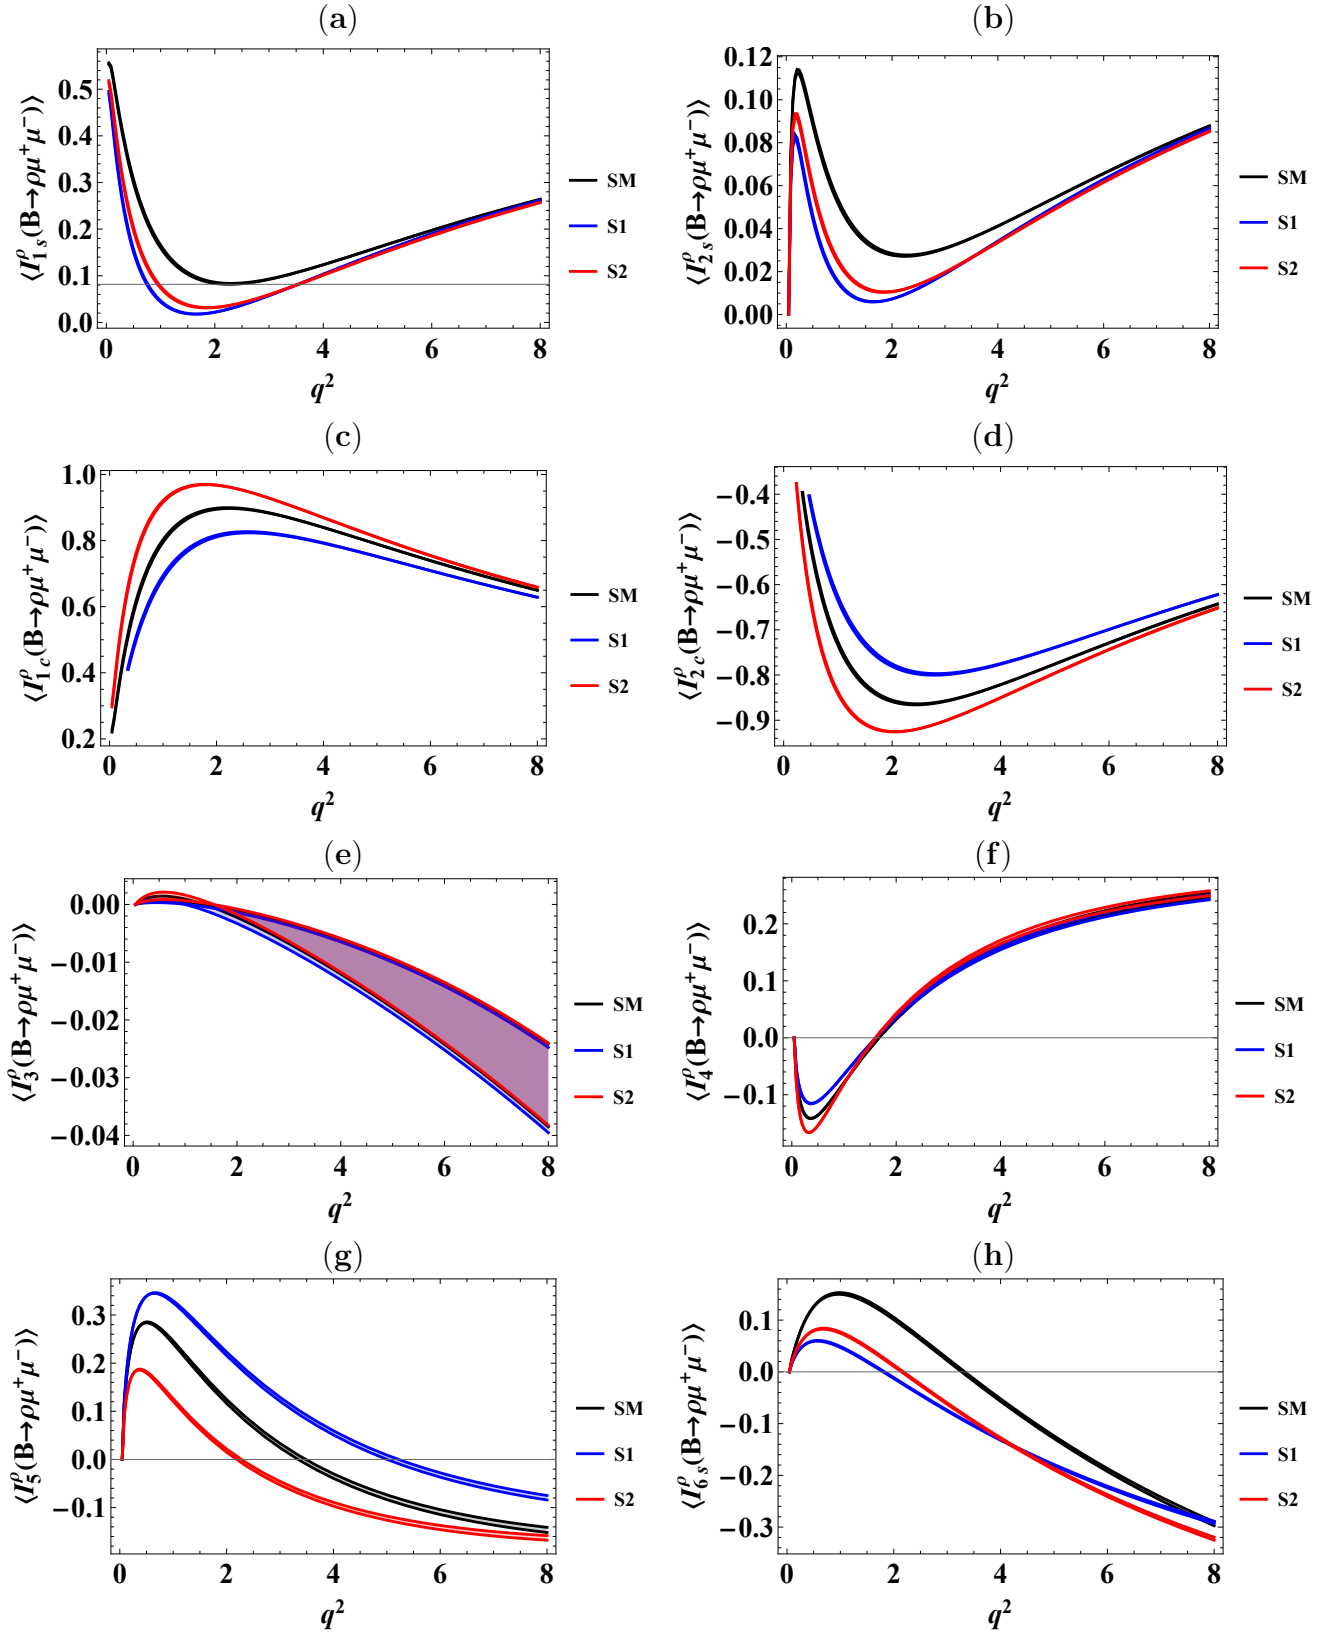 (a)
⟨I^ρ_{1s}(B→ρμ⁺μ⁻)⟩
0.5
0.4
0.3
0.2
0.1
0.0
0 2 4 6 8
q²
SM
S1
S2
(b)
⟨I^ρ_{2s}(B→ρμ⁺μ⁻)⟩
0.12
0.10
0.08
0.06
0.04
0.02
0.00
0 2 4 6 8
q²
SM
S1
S2
(c)
⟨I^ρ_{1c}(B→ρμ⁺μ⁻)⟩
1.0
0.8
0.6
0.4
0.2
0 2 4 6 8
q²
SM
S1
S2
(d)
⟨I^ρ_{2c}(B→ρμ⁺μ⁻)⟩
−0.4
−0.5
−0.6
−0.7
−0.8
−0.9
0 2 4 6 8
q²
SM
S1
S2
(e)
⟨I^ρ_3(B→ρμ⁺μ⁻)⟩
0.00
−0.01
−0.02
−0.03
−0.04
0 2 4 6 8
q²
SM
S1
S2
(f)
⟨I^ρ_4(B→ρμ⁺μ⁻)⟩
0.2
0.1
0.0
−0.1
0 2 4 6 8
q²
SM
S1
S2
(g)
⟨I^ρ_5(B→ρμ⁺μ⁻)⟩
0.3
0.2
0.1
0.0
−0.1
0 2 4 6 8
q²
SM
S1
S2
(h)
⟨I^ρ_{6s}(B→ρμ⁺μ⁻)⟩
0.1
0.0
−0.1
−0.2
−0.3
0 2 4 6 8
q²
SM
S1
S2